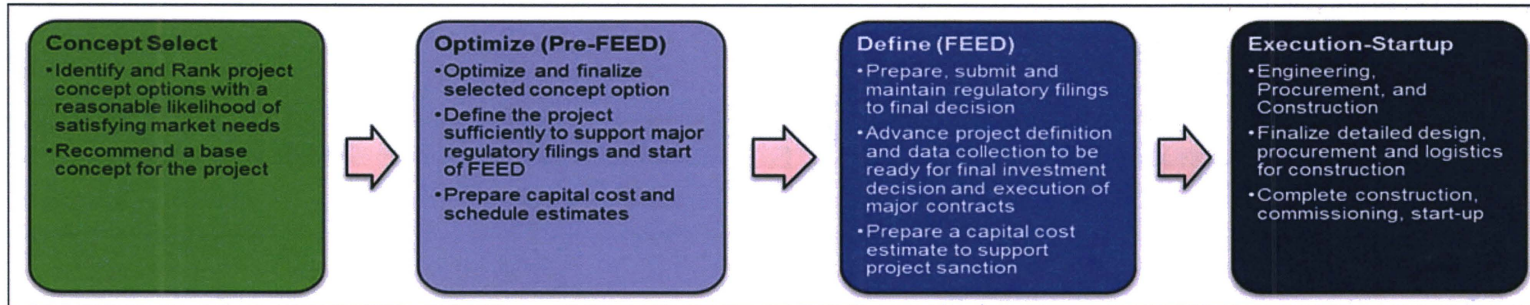 Concept Select
•Identify and Rank project
concept options with a
reasonable likelihood of
satisfying market needs
•Recommend a base
concept for the project
Optimize (Pre-FEED)
•Optimize and finalize
selected concept option
•Define the project
sufficiently to support major
regulatory filings and start
of FEED
•Prepare capital cost and
schedule estimates
Define (FEED)
•Prepare, submit and
maintain regulatory filings
to final decision
•Advance project definition
and data collection to be
ready for final investment
decision and execution of
major contracts
•Prepare a capital cost
estimate to support
project sanction
Execution-Startup
•Engineering,
Procurement, and
Construction
•Finalize detailed design,
procurement and logistics
for construction
•Complete construction,
commissioning, start-up